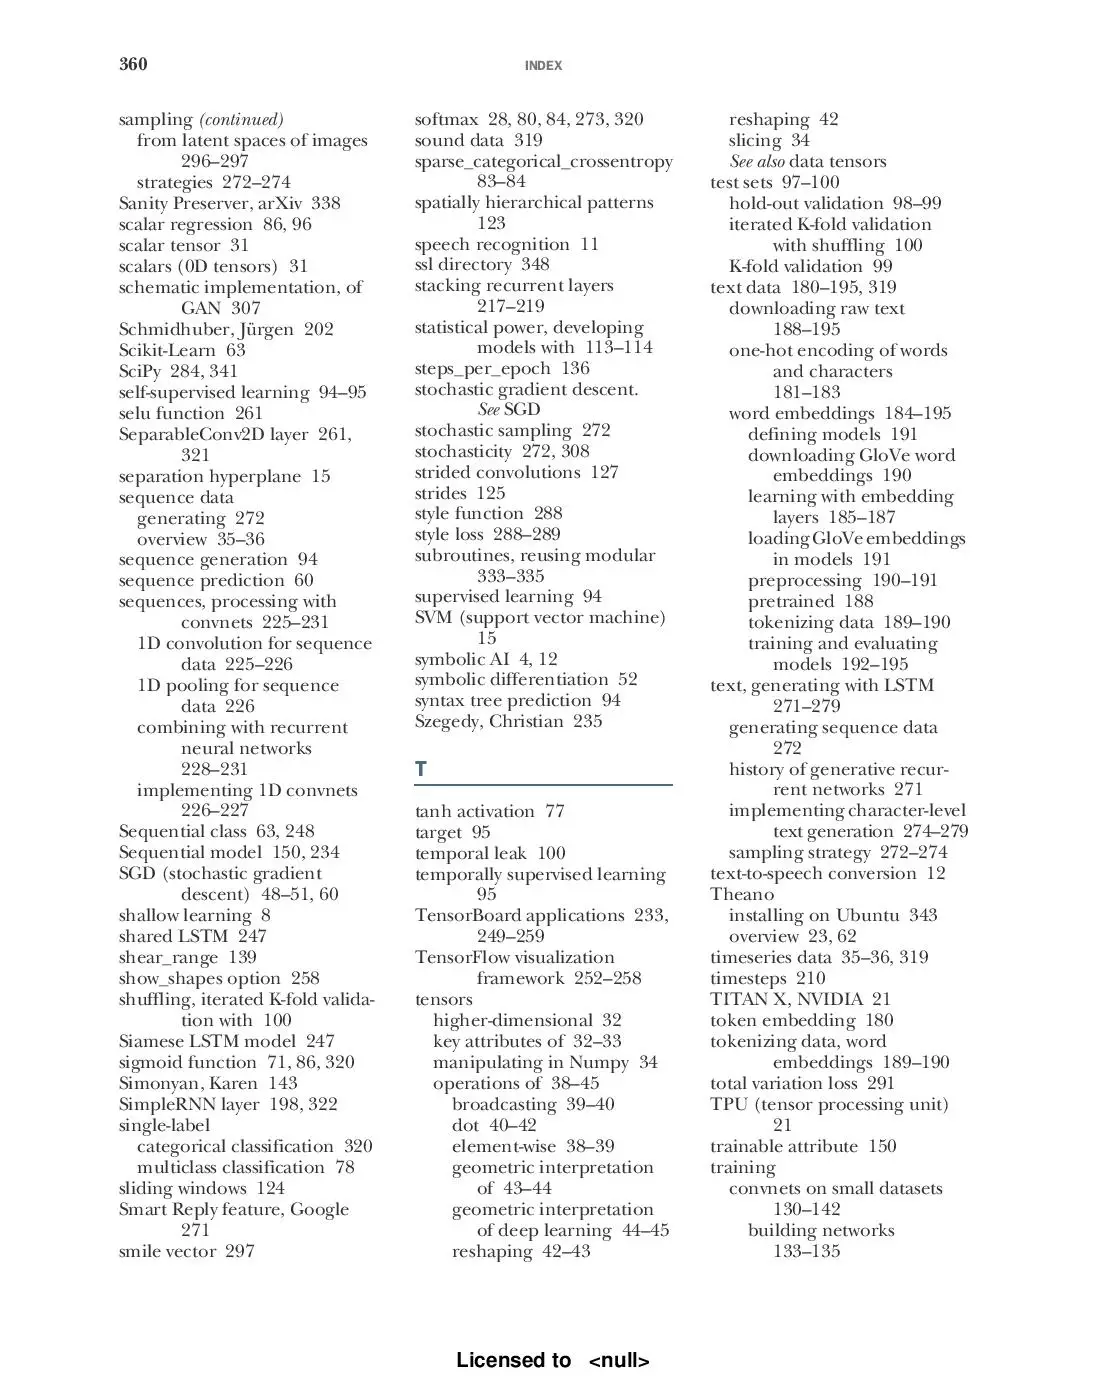 360
INDEX
sampling (continued)
from latent spaces of images
296–297
strategies 272–274
Sanity Preserver, arXiv 338
scalar regression 86, 96
scalar tensor 31
scalars (0D tensors) 31
schematic implementation, of
GAN 307
Schmidhuber, Jürgen 202
Scikit-Learn 63
SciPy 284, 341
self-supervised learning 94–95
selu function 261
SeparableConv2D layer 261,
321
separation hyperplane 15
sequence data
generating 272
overview 35–36
sequence generation 94
sequence prediction 60
sequences, processing with
convnets 225–231
1D convolution for sequence
data 225–226
1D pooling for sequence
data 226
combining with recurrent
neural networks
228–231
implementing 1D convnets
226–227
Sequential class 63, 248
Sequential model 150, 234
SGD (stochastic gradient
descent) 48–51, 60
shallow learning 8
shared LSTM 247
shear_range 139
show_shapes option 258
shuffling, iterated K-fold valida-
tion with 100
Siamese LSTM model 247
sigmoid function 71, 86, 320
Simonyan, Karen 143
SimpleRNN layer 198, 322
single-label
categorical classification 320
multiclass classification 78
sliding windows 124
Smart Reply feature, Google
271
smile vector 297
softmax 28, 80, 84, 273, 320
sound data 319
sparse_categorical_crossentropy
83–84
spatially hierarchical patterns
123
speech recognition 11
ssl directory 348
stacking recurrent layers
217–219
statistical power, developing
models with 113–114
steps_per_epoch 136
stochastic gradient descent.
See SGD
stochastic sampling 272
stochasticity 272, 308
strided convolutions 127
strides 125
style function 288
style loss 288–289
subroutines, reusing modular
333–335
supervised learning 94
SVM (support vector machine)
15
symbolic AI 4, 12
symbolic differentiation 52
syntax tree prediction 94
Szegedy, Christian 235
T
tanh activation 77
target 95
temporal leak 100
temporally supervised learning
95
TensorBoard applications 233,
249–259
TensorFlow visualization
framework 252–258
tensors
higher-dimensional 32
key attributes of 32–33
manipulating in Numpy 34
operations of 38–45
broadcasting 39–40
dot 40–42
element-wise 38–39
geometric interpretation
of 43–44
geometric interpretation
of deep learning 44–45
reshaping 42–43
reshaping 42
slicing 34
See also data tensors
test sets 97–100
hold-out validation 98–99
iterated K-fold validation
with shuffling 100
K-fold validation 99
text data 180–195, 319
downloading raw text
188–195
one-hot encoding of words
and characters
181–183
word embeddings 184–195
defining models 191
downloading GloVe word
embeddings 190
learning with embedding
layers 185–187
loading GloVe embeddings
in models 191
preprocessing 190–191
pretrained 188
tokenizing data 189–190
training and evaluating
models 192–195
text, generating with LSTM
271–279
generating sequence data
272
history of generative recur-
rent networks 271
implementing character-level
text generation 274–279
sampling strategy 272–274
text-to-speech conversion 12
Theano
installing on Ubuntu 343
overview 23, 62
timeseries data 35–36, 319
timesteps 210
TITAN X, NVIDIA 21
token embedding 180
tokenizing data, word
embeddings 189–190
total variation loss 291
TPU (tensor processing unit)
21
trainable attribute 150
training
convnets on small datasets
130–142
building networks
133–135
Licensed to <null>